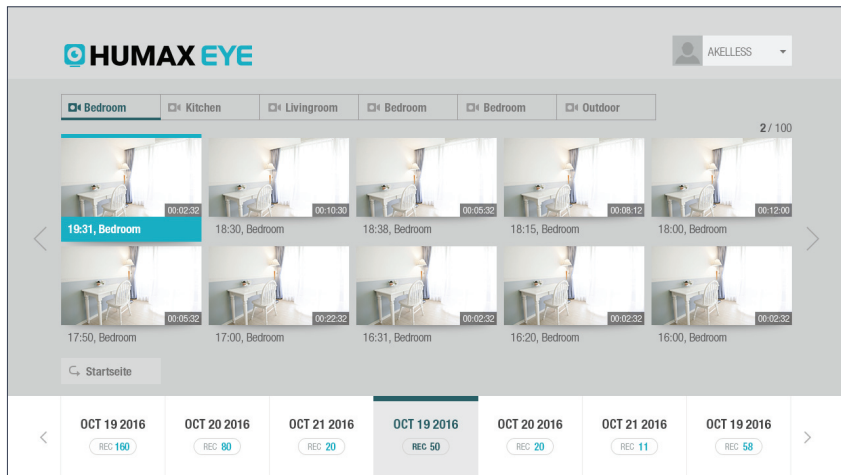 HUMAX EYE
AKELLESS
Bedroom Kitchen Livingroom Bedroom Bedroom Outdoor
2 / 100
00:02:32 00:10:30 00:05:32 00:08:12 00:12:00
19:31, Bedroom 18:30, Bedroom 18:38, Bedroom 18:15, Bedroom 18:00, Bedroom
00:05:32 00:22:32 00:02:32 00:02:32 00:02:32
17:50, Bedroom 17:00, Bedroom 16:31, Bedroom 16:20, Bedroom 16:00, Bedroom
Startseite
OCT 19 2016 OCT 20 2016 OCT 21 2016 OCT 19 2016 OCT 20 2016 OCT 21 2016 OCT 19 2016
REC 160 REC 80 REC 20 REC 50 REC 20 REC 11 REC 58